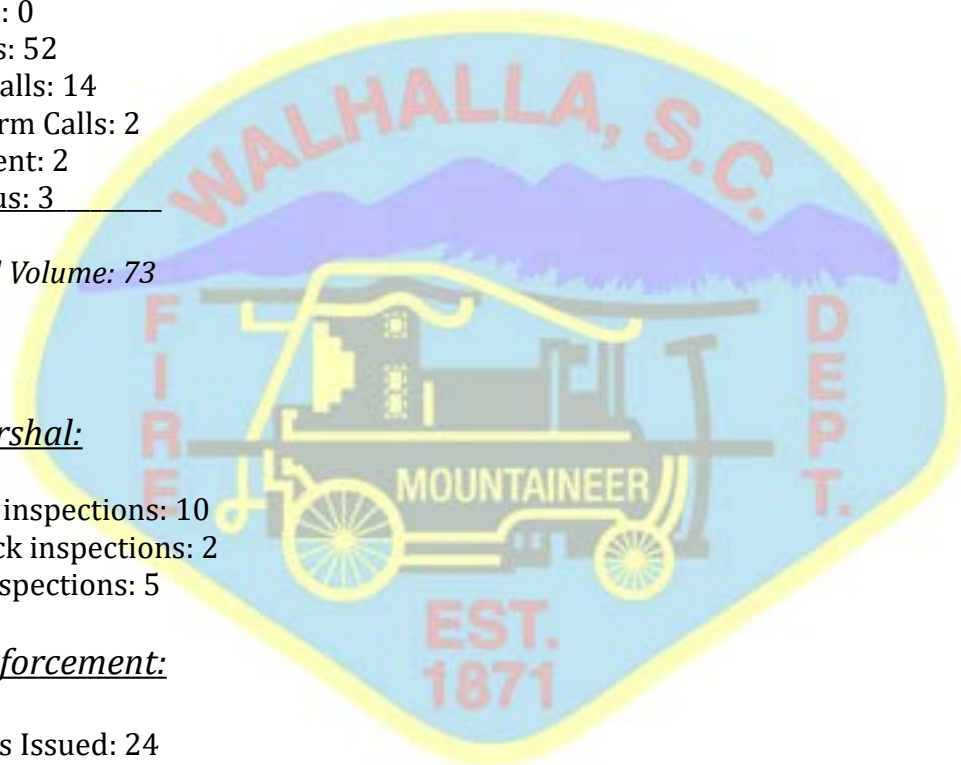 : 0
s: 52
alls: 14
rm Calls: 2
ent: 2
us: 3
l Volume: 73
rshal:
inspections: 10
ck inspections: 2
spections: 5
forcement:
s Issued: 24
WALHALLA, S.C.
FIRE
DEPT.
MOUNTAINEER
EST.
1871